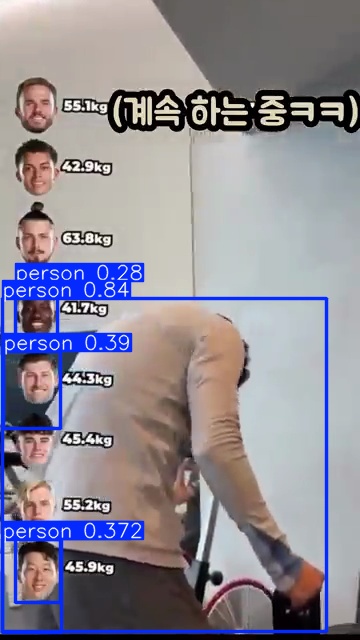 55.1kg
(계속 하는 중ㅋㅋ)
42.9kg
63.8kg
person 0.28
person 0.84
41.7kg
person 0.39
44.3kg
45.4kg
55.2kg
person 0.372
45.9kg